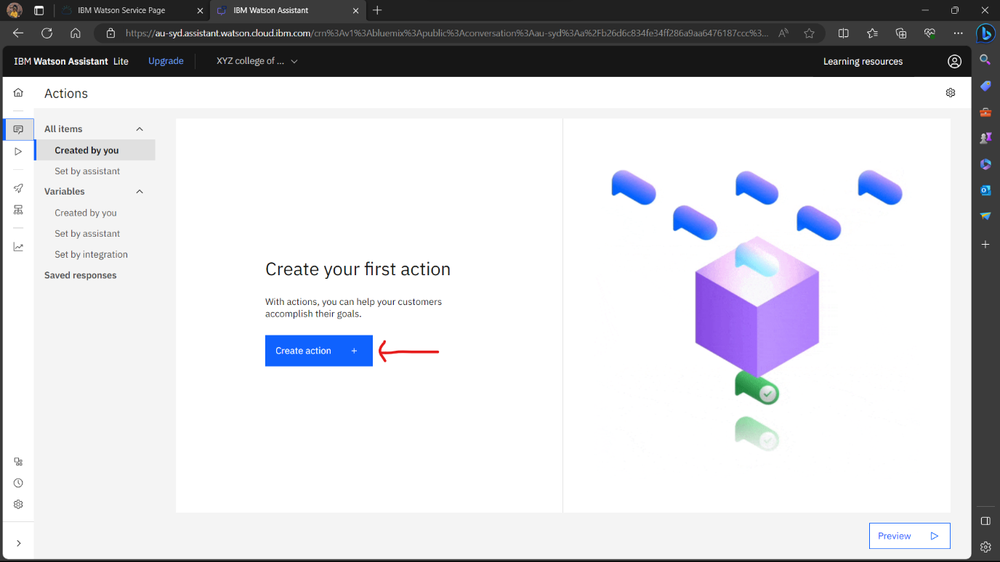 IBM Watson Service Page
IBM Watson Assistant
https://au-syd.assistant.watson.cloud.ibm.com/crn%3Av1%3Abluemix%3Apublic%3Aconversation%3Aau-syd%3Aa%2Fb26d6c834fe34ff286a9aa6476187ccc%3...
IBM Watson Assistant Lite
Upgrade
XYZ college of ...
Learning resources
Actions
All items
Created by you
Set by assistant
Variables
Created by you
Set by assistant
Set by integration
Saved responses
Create your first action
With actions, you can help your customers
accomplish their goals.
Create action +
Preview